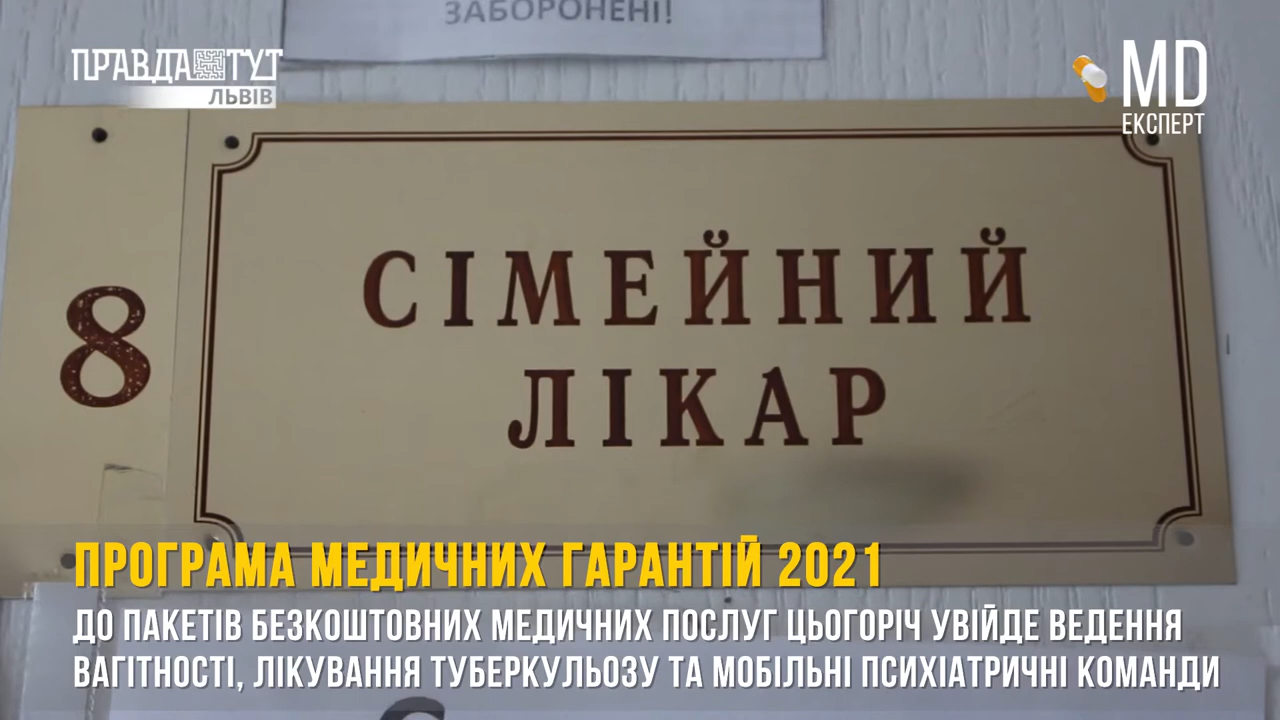 ЗАБОРОНЕНІ!
ПРАВДА ТУТ
ЛЬВІВ
MD
ЕКСПЕРТ
8
СІМЕЙНИЙ
ЛІКАР
ПРОГРАМА МЕДИЧНИХ ГАРАНТІЙ 2021
ДО ПАКЕТІВ БЕЗКОШТОВНИХ МЕДИЧНИХ ПОСЛУГ ЦЬОГОРІЧ УВІЙДЕ ВЕДЕННЯ
ВАГІТНОСТІ, ЛІКУВАННЯ ТУБЕРКУЛЬОЗУ ТА МОБІЛЬНІ ПСИХІАТРИЧНІ КОМАНДИ